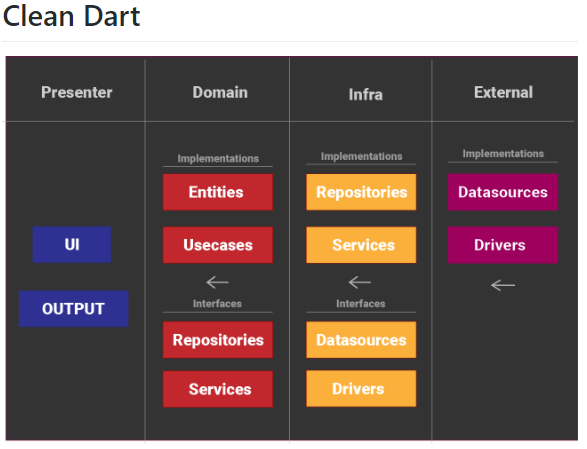 Clean Dart
Presenter
Domain
Infra
External
UI
OUTPUT
Implementations
Entities
Usecases
Interfaces
Repositories
Services
Implementations
Repositories
Services
Interfaces
Datasources
Drivers
Implementations
Datasources
Drivers